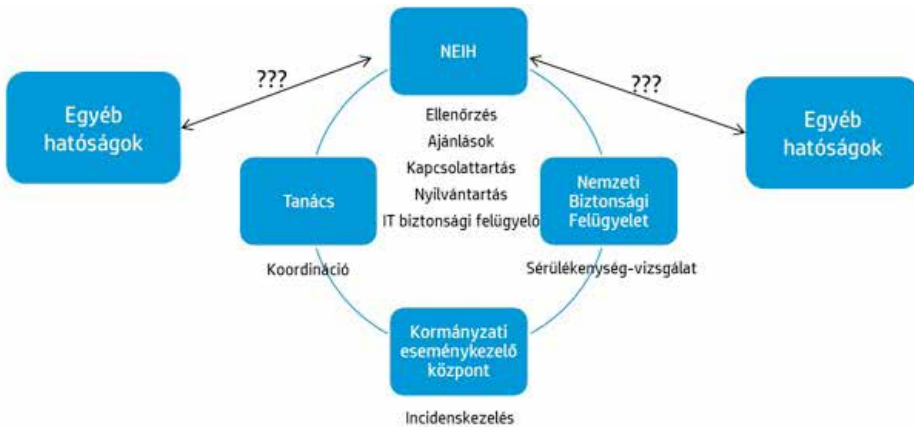 NEIH
???
???
Egyéb
hatóságok
Egyéb
hatóságok
Ellenőrzés
Ajánlások
Kapcsolattartás
Nyilvántartás
IT biztonsági felügyelő
Tanács
Nemzeti
Biztonsági
Felügyelet
Koordináció
Sérülékenység-vizsgálat
Kormányzati
eseménykezelő
központ
Incidenskezelés